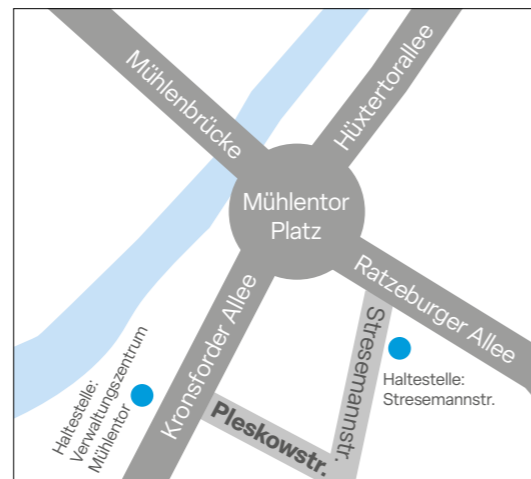 Mühlenbrücke
Hüxtertorallee
Mühlentor
Platz
Ratzeburger Allee
Kronsforder Allee
Stresemannstr.
Haltestelle:
Stresemannstr.
Haltestelle:
Verwaltungszentrum
Mühlentor
Pleskowstr.